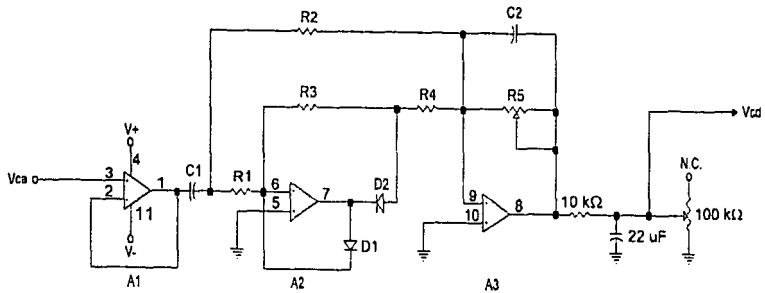 R2
C2
R3
R4
R5
Vcd
V+
4
C1
R1
N.C.
Vca
3
1
2
6
7
D2
5
9
8
10 kΩ
10
100 kΩ
11
D1
22 uF
V-
A1
A2
A3